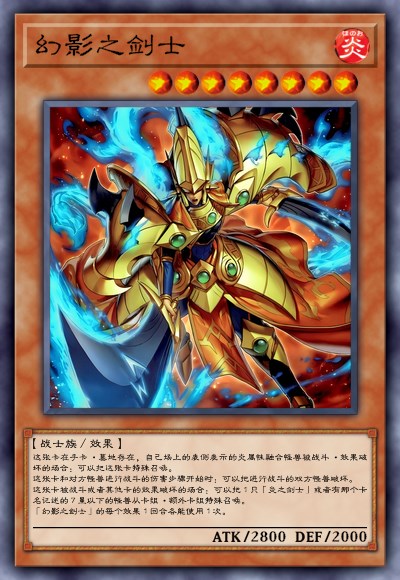 幻影之剑士
ほのお
炎
【战士族／效果】
这张卡在手卡·墓地存在，自己场上的表侧表示的炎属性融合怪兽被战斗·效果破
坏的场合：可以把这张卡特殊召唤。
这张卡和对方怪兽进行战斗的伤害步骤开始时：可以把进行战斗的双方怪兽破坏。
这张卡被战斗或者其他卡的效果破坏的场合：可以把1只「炎之剑士」或者有那个卡
名记述的7星以下的怪兽从卡组·额外卡组特殊召唤。
「幻影之剑士」的每个效果1回合各能使用1次。
ATK/2800 DEF/2000